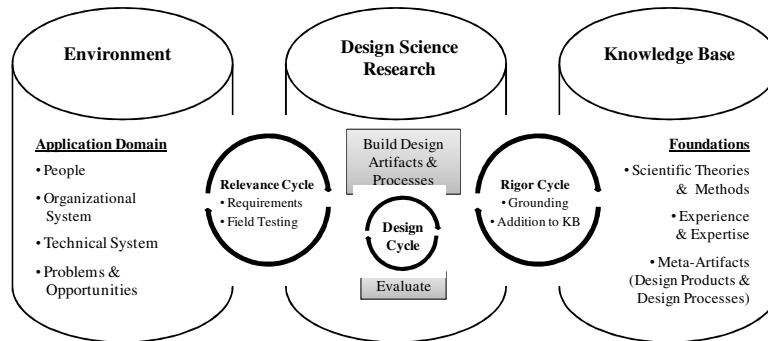 Environment
Design Science
Research
Knowledge Base
Application Domain
• People
• Organizational
System
• Technical System
• Problems &
Opportunities
Relevance Cycle
• Requirements
• Field Testing
Build Design
Artifacts &
Processes
Design
Cycle
Evaluate
Rigor Cycle
• Grounding
• Addition to KB
Foundations
• Scientific Theories
& Methods
• Experience
& Expertise
• Meta-Artifacts
(Design Products &
Design Processes)